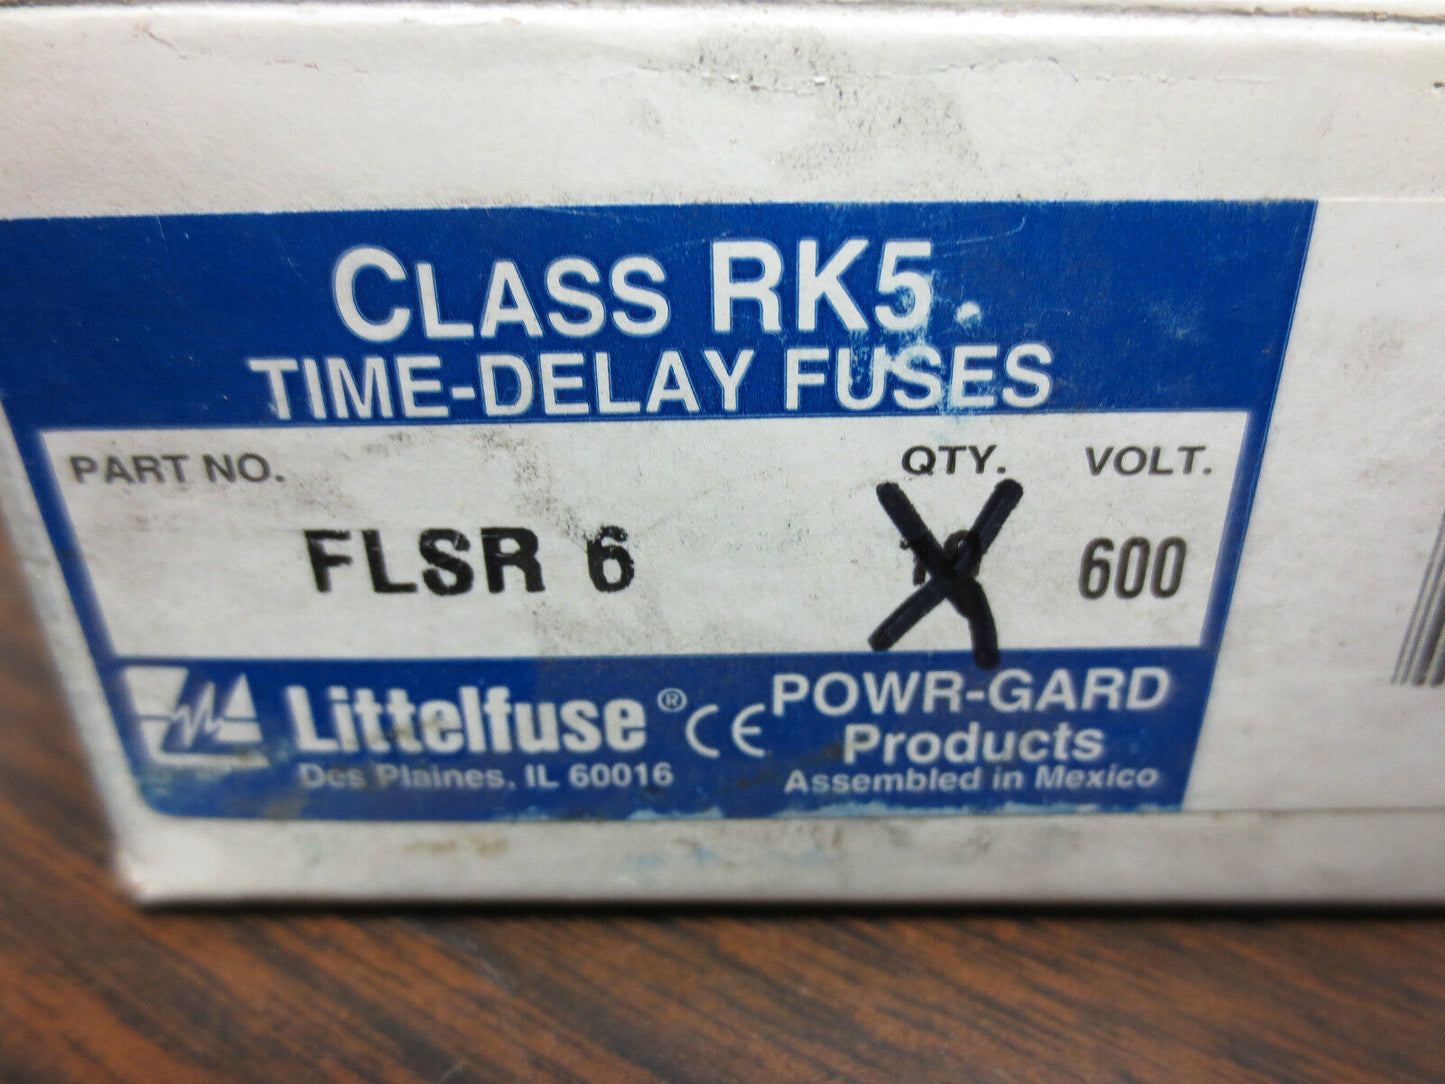 CLASS RK5
TIME-DELAY FUSES
PART NO. QTY. VOLT.
FLSR 6 600
Littelfuse® CE POWR-GARD
Products
Des Plaines, IL 60016 Assembled in Mexico